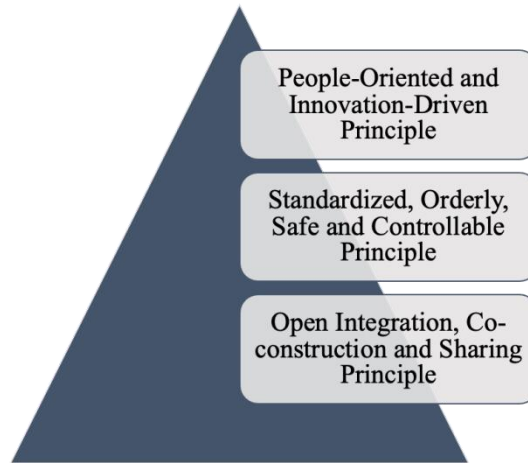 People-Oriented and
Innovation-Driven
Principle
Standardized, Orderly,
Safe and Controllable
Principle
Open Integration, Co-
construction and Sharing
Principle